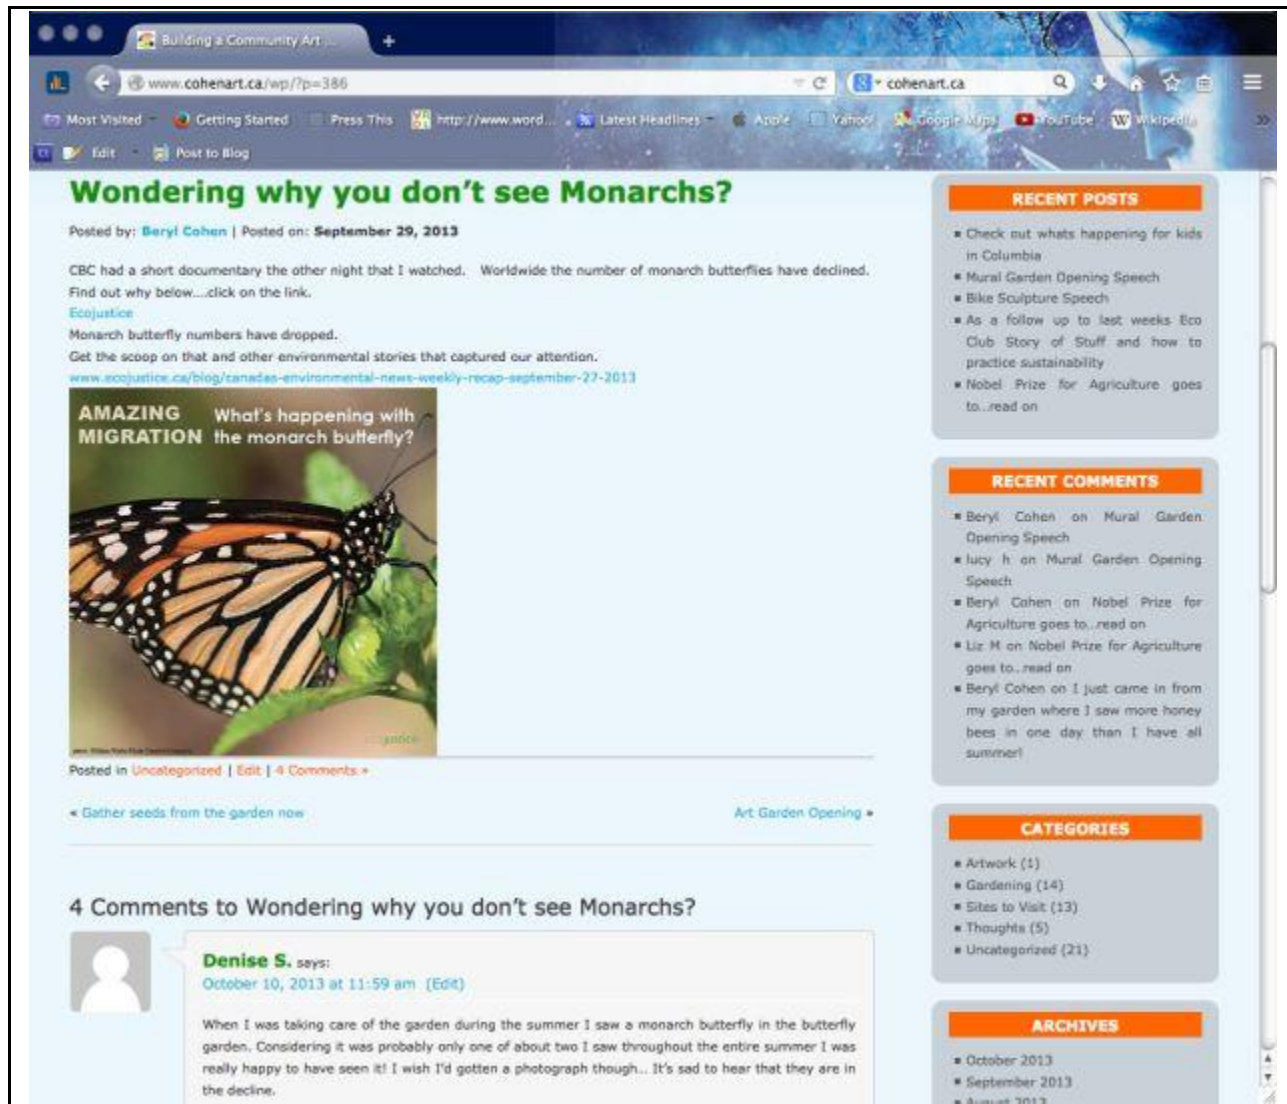 Building a Community Art ...
www.cohenart.ca/wp/?p=386
cohenart.ca
Most Visited
Getting Started
Press This
http://www.word...
Latest Headlines
Apple
Yahoo!
Google Maps
YouTube
Wikipedia
Edit
Post to Blog
Wondering why you don't see Monarchs?
Posted by: Beryl Cohen | Posted on: September 29, 2013
CBC had a short documentary the other night that I watched. Worldwide the number of monarch butterflies have declined.
Find out why below....click on the link.
Ecojustice
Monarch butterfly numbers have dropped.
Get the scoop on that and other environmental stories that captured our attention.
www.ecojustice.ca/blog/canadas-environmental-news-weekly-recap-september-27-2013
AMAZING MIGRATION
What's happening with
the monarch butterfly?
Posted in Uncategorized | Edit | 4 Comments »
« Gather seeds from the garden now
Art Garden Opening »
4 Comments to Wondering why you don't see Monarchs?
Denise S. says:
October 10, 2013 at 11:59 am (Edit)
When I was taking care of the garden during the summer I saw a monarch butterfly in the butterfly
garden. Considering it was probably only one of about two I saw throughout the entire summer I was
really happy to have seen it! I wish I'd gotten a photograph though... It's sad to hear that they are in
the decline.
RECENT POSTS
Check out whats happening for kids
in Columbia
Mural Garden Opening Speech
Bike Sculpture Speech
As a follow up to last weeks Eco
Club Story of Stuff and how to
practice sustainability
Nobel Prize for Agriculture goes
to...read on
RECENT COMMENTS
Beryl Cohen on Mural Garden
Opening Speech
lucy h on Mural Garden Opening
Speech
Beryl Cohen on Nobel Prize for
Agriculture goes to...read on
Liz M on Nobel Prize for Agriculture
goes to...read on
Beryl Cohen on I just came in from
my garden where I saw more honey
bees in one day than I have all
summer!
CATEGORIES
Artwork (1)
Gardening (14)
Sites to Visit (13)
Thoughts (5)
Uncategorized (21)
ARCHIVES
October 2013
September 2013
August 2013